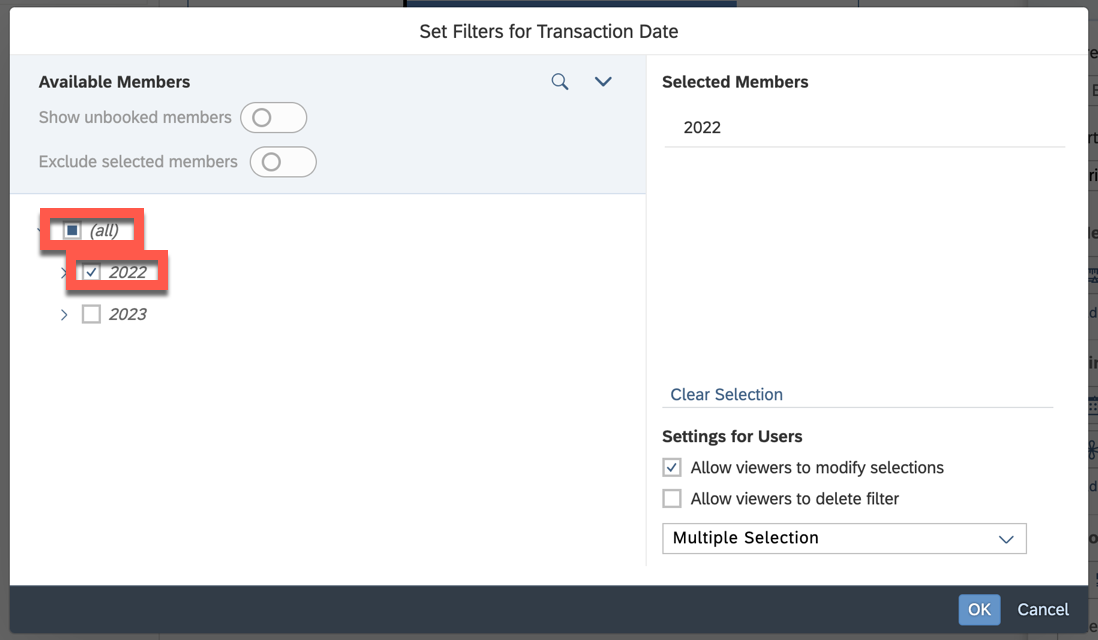 Set Filters for Transaction Date
Available Members
Show unbooked members
Exclude selected members
(all)
2022
2023
Selected Members
2022
Clear Selection
Settings for Users
Allow viewers to modify selections
Allow viewers to delete filter
Multiple Selection
OK Cancel